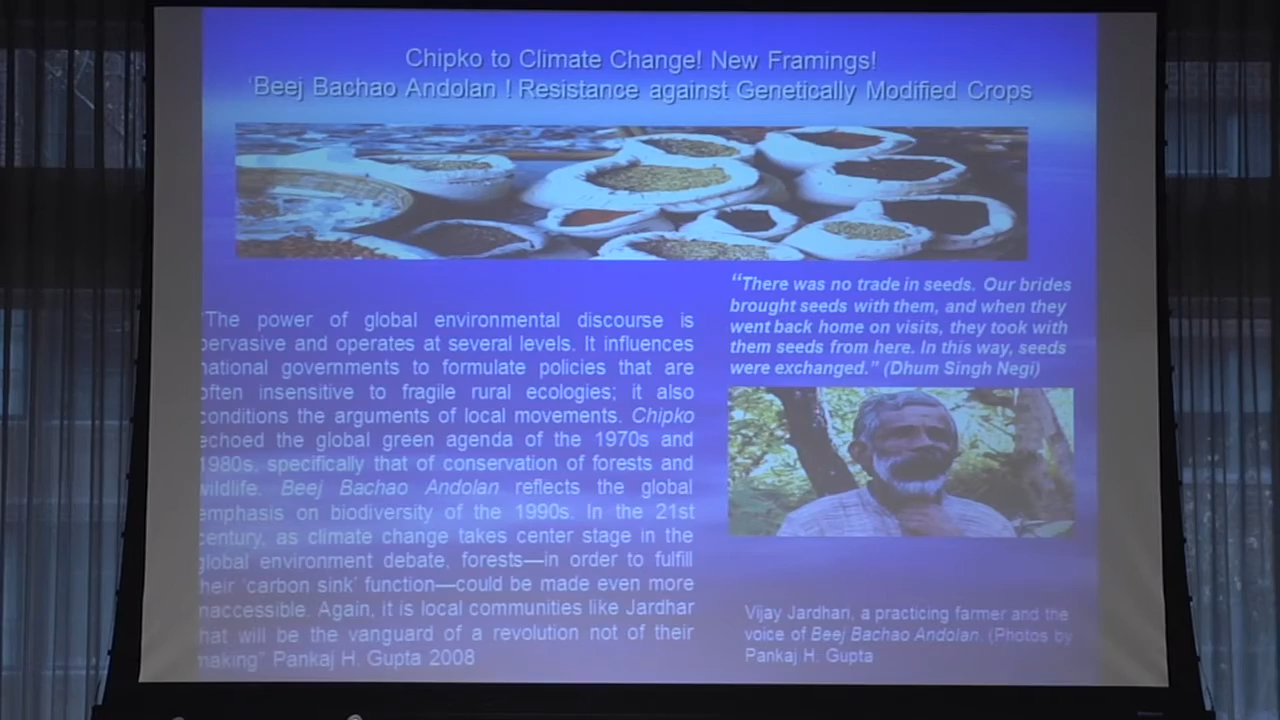 Chipko to Climate Change! New Framings!
'Beej Bachao Andolan ! Resistance against Genetically Modified Crops
"There was no trade in seeds. Our brides
brought seeds with them, and when they
went back home on visits, they took with
them seeds from here. In this way, seeds
were exchanged." (Dhum Singh Negi)
"The power of global environmental discourse is
pervasive and operates at several levels. It influences
national governments to formulate policies that are
often insensitive to fragile rural ecologies; it also
conditions the arguments of local movements. Chipko
echoed the global green agenda of the 1970s and
1980s, specifically that of conservation of forests and
wildlife. Beej Bachao Andolan reflects the global
emphasis on biodiversity of the 1990s. In the 21st
century, as climate change takes center stage in the
global environment debate, forests—in order to fulfill
their 'carbon sink' function—could be made even more
inaccessible. Again, it is local communities like Jardhar
that will be the vanguard of a revolution not of their
making" Pankaj H. Gupta 2008
Vijay Jardhari, a practicing farmer and the
voice of Beej Bachao Andolan. (Photos by
Pankaj H. Gupta